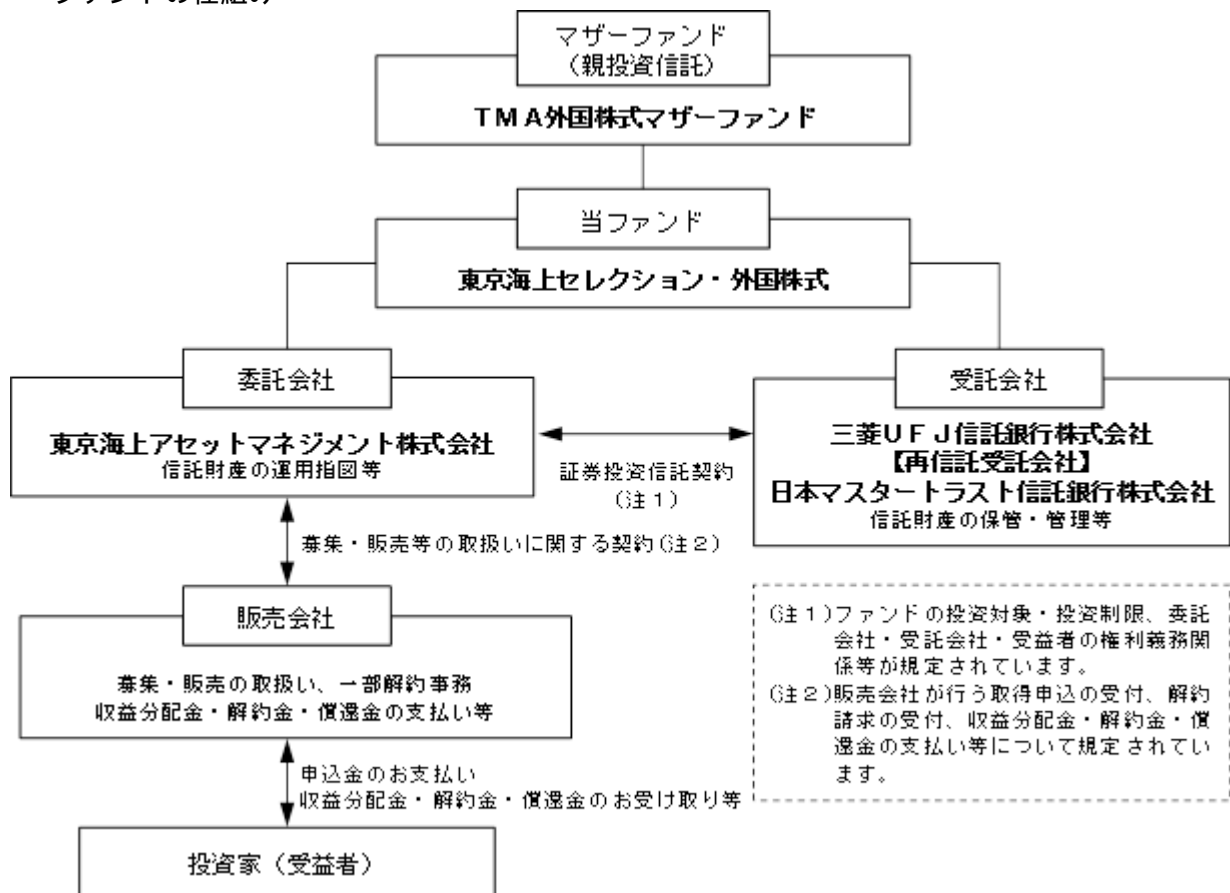 ファンドの仕組み
マザーファンド
（親投資信託）
ＴＭＡ外国株式マザーファンド
当ファンド
東京海上セレクション・外国株式
委託会社
東京海上アセットマネジメント株式会社
信託財産の運用指図等
証券投資信託契約
（注１）
受託会社
三菱ＵＦＪ信託銀行株式会社
【再信託受託会社】
日本マスタートラスト信託銀行株式会社
信託財産の保管・管理等
募集・販売等の取扱いに関する契約（注２）
販売会社
募集・販売の取扱い、一部解約事務
収益分配金・解約金・償還金の支払い等
申込金のお支払い
収益分配金・解約金・償還金のお受け取り等
投資家（受益者）
（注１）ファンドの投資対象・投資制限、委託
会社・受託会社・受益者の権利義務関
係等が規定されています。
（注２）販売会社が行う取得申込の受付、解約
請求の受付、収益分配金・解約金・償
還金の支払い等について規定されてい
ます。